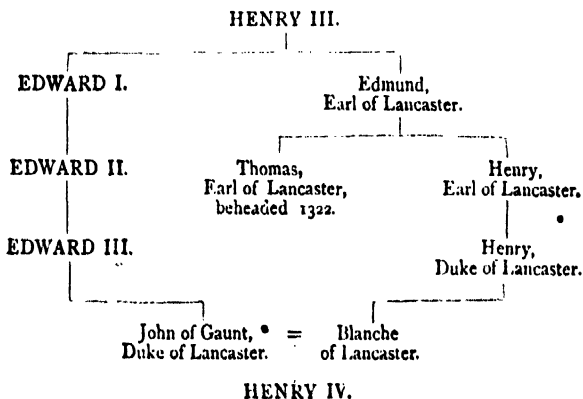 HENRY III.
EDWARD I.
Edmund,
Earl of Lancaster.
EDWARD II.
Thomas,
Earl of Lancaster,
beheaded 1322.
Henry,
Earl of Lancaster.
EDWARD III.
Henry,
Duke of Lancaster.
John of Gaunt,
Duke of Lancaster.
=
Blanche
of Lancaster.
HENRY IV.